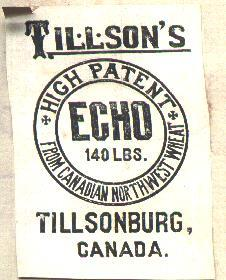 TILLSON'S
HIGH PATENT
ECHO
140 LBS.
FROM CANADIAN NORTHWEST WHEAT
TILLSONBURG,
CANADA.